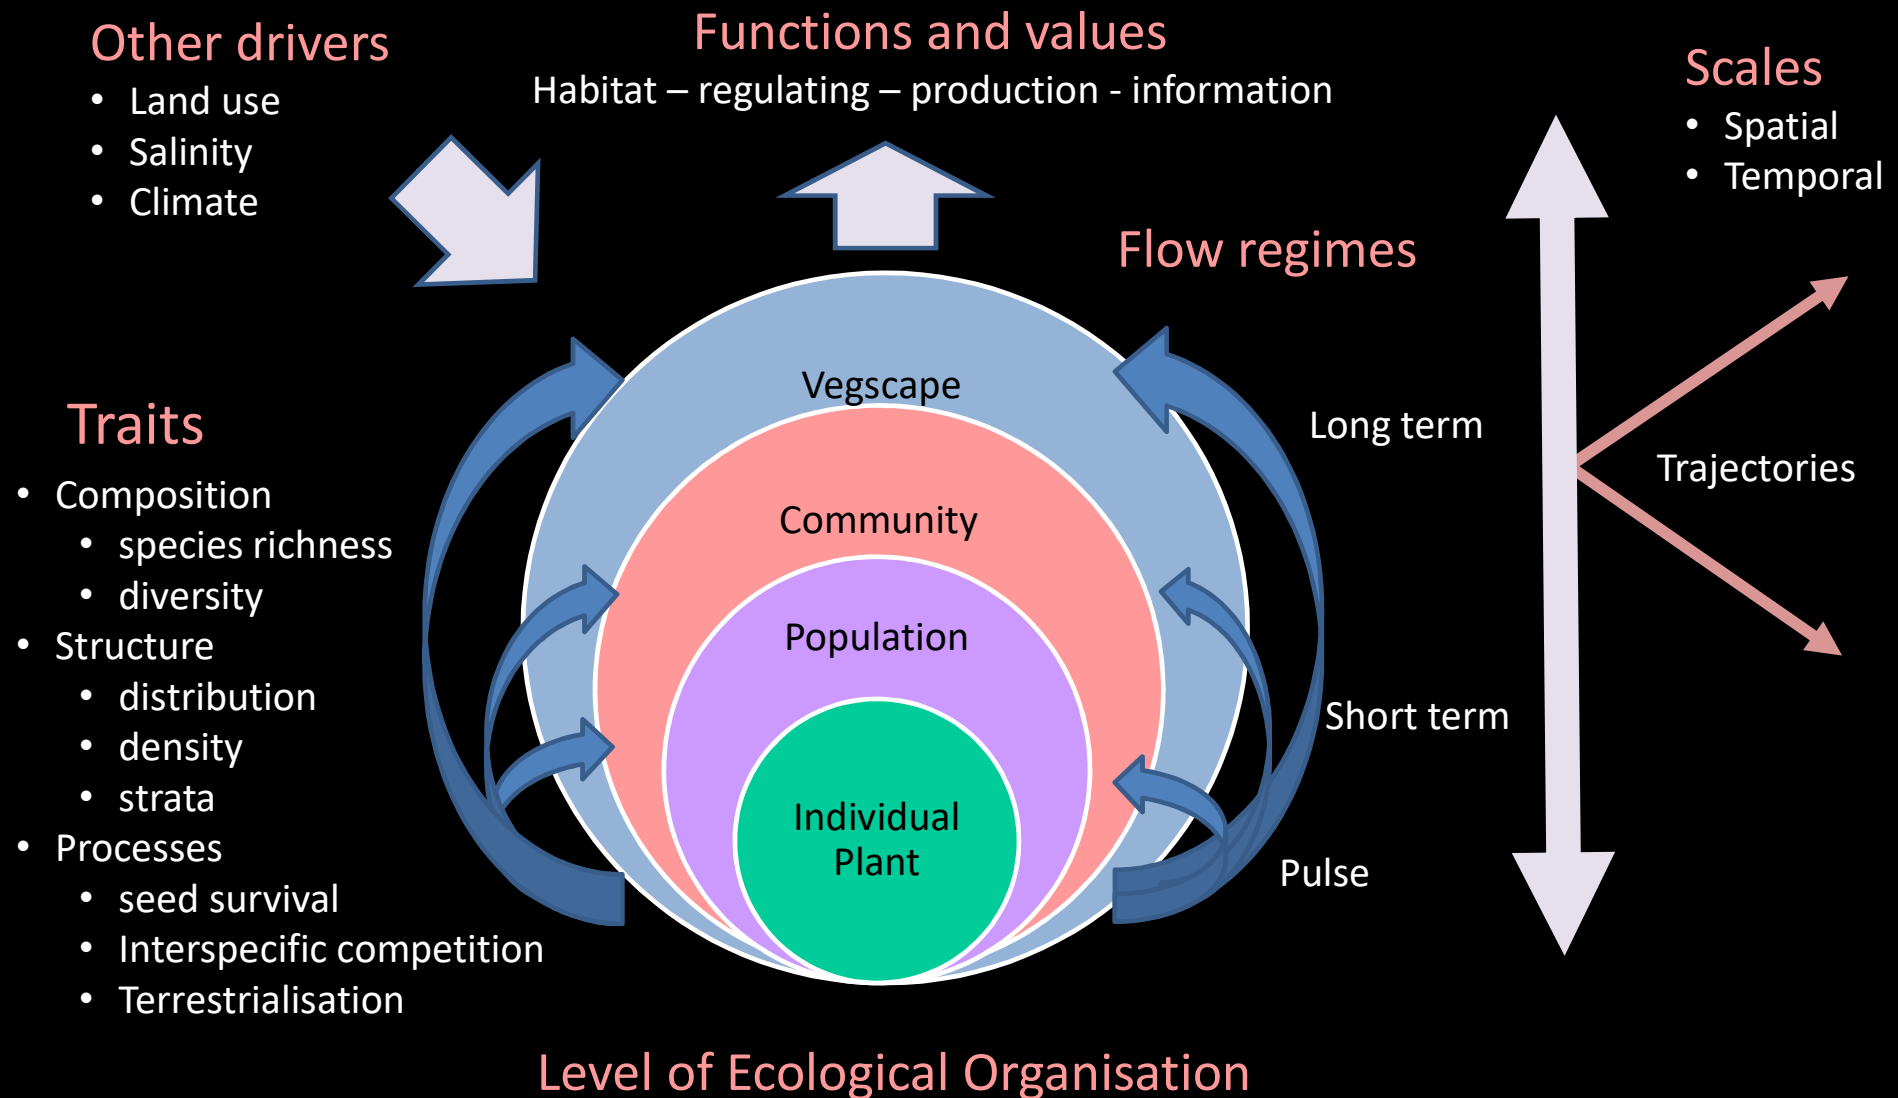 Other drivers
• Land use
• Salinity
• Climate
Functions and values
Habitat – regulating – production - information
Scales
• Spatial
• Temporal
Flow regimes
Traits
• Composition
• species richness
• diversity
• Structure
• distribution
• density
• strata
• Processes
• seed survival
• Interspecific competition
• Terrestrialisation
Vegscape
Community
Population
Individual
Plant
Long term
Short term
Pulse
Trajectories
Level of Ecological Organisation